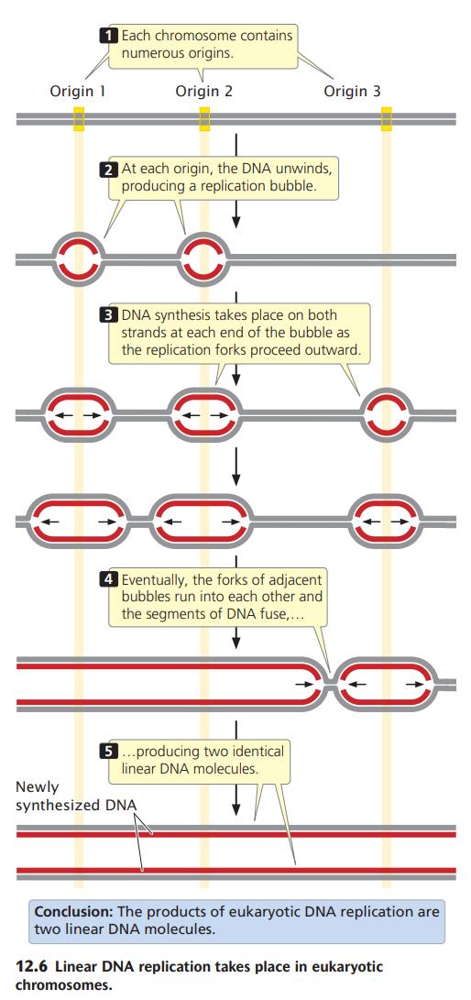 1 Each chromosome contains
numerous origins.
Origin 1
Origin 2
Origin 3
2 At each origin, the DNA unwinds,
producing a replication bubble.
3 DNA synthesis takes place on both
strands at each end of the bubble as
the replication forks proceed outward.
4 Eventually, the forks of adjacent
bubbles run into each other and
the segments of DNA fuse,…
5 …producing two identical
linear DNA molecules.
Newly
synthesized DNA
Conclusion: The products of eukaryotic DNA replication are
two linear DNA molecules.
12.6 Linear DNA replication takes place in eukaryotic
chromosomes.